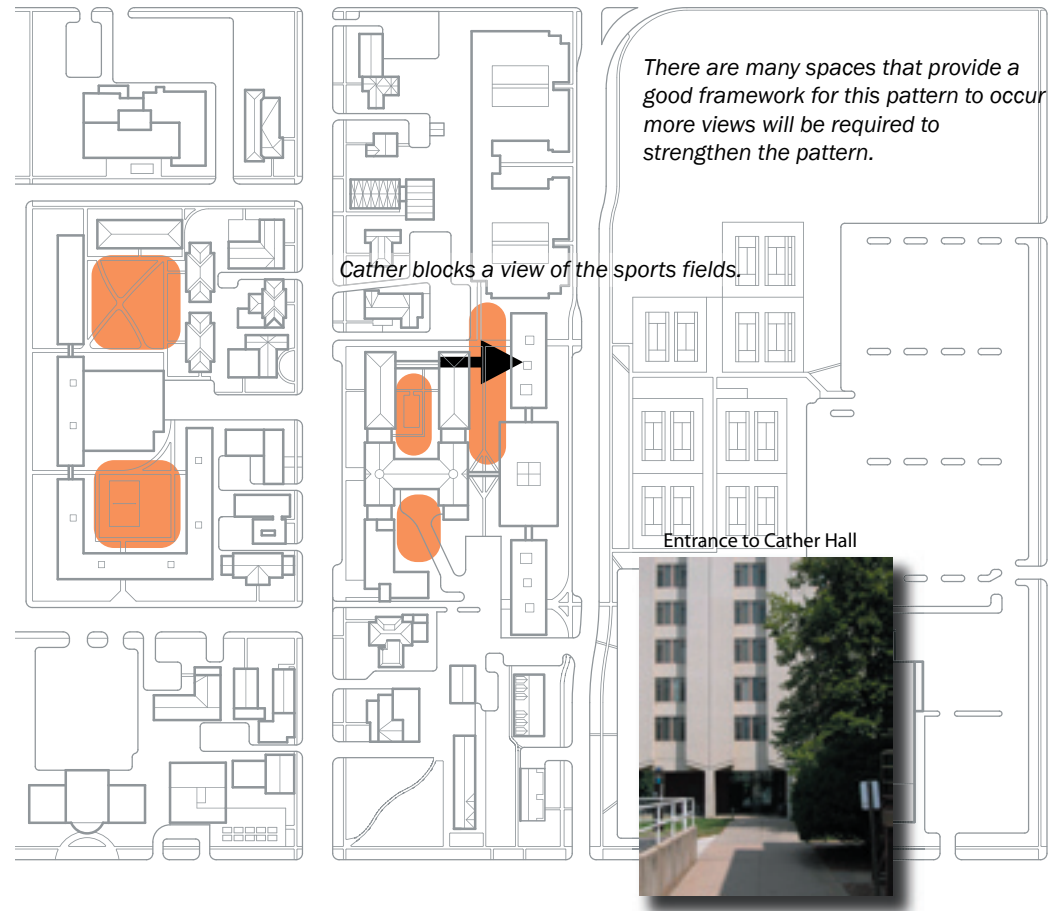 There are many spaces that provide a
good framework for this pattern to occur
more views will be required to
strengthen the pattern.
Cather blocks a view of the sports fields.
Entrance to Cather Hall